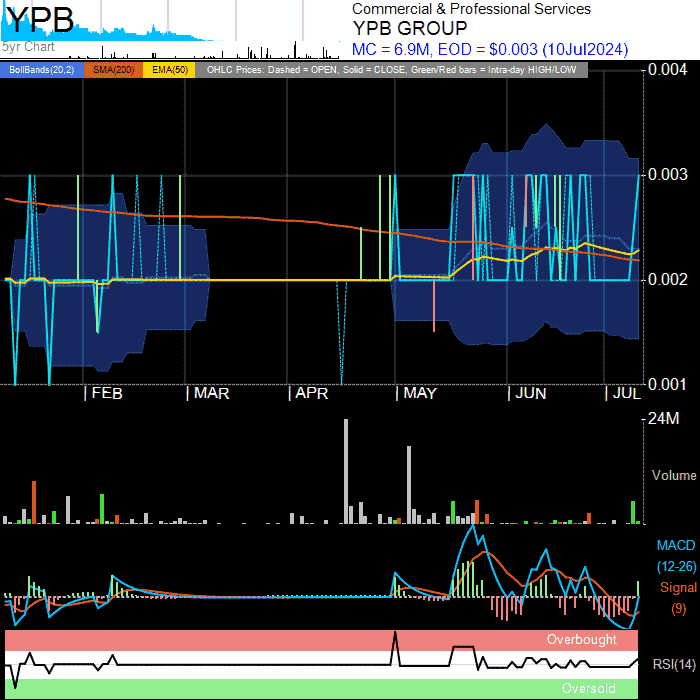 YPB
Commercial & Professional Services
YPB GROUP
5yr Chart
MC = 6.9M, EOD = $0.003 (10Jul2024)
BollBands(20,2) SMA(200) EMA(50) OHLC Prices: Dashed = OPEN, Solid = CLOSE, Green/Red bars = Intra-day HIGH/LOW
0.004
0.003
0.002
0.001
FEB MAR APR MAY JUN JUL
24M
Volume
MACD
(12-26)
Signal
(9)
Overbought
RSI(14)
Oversold